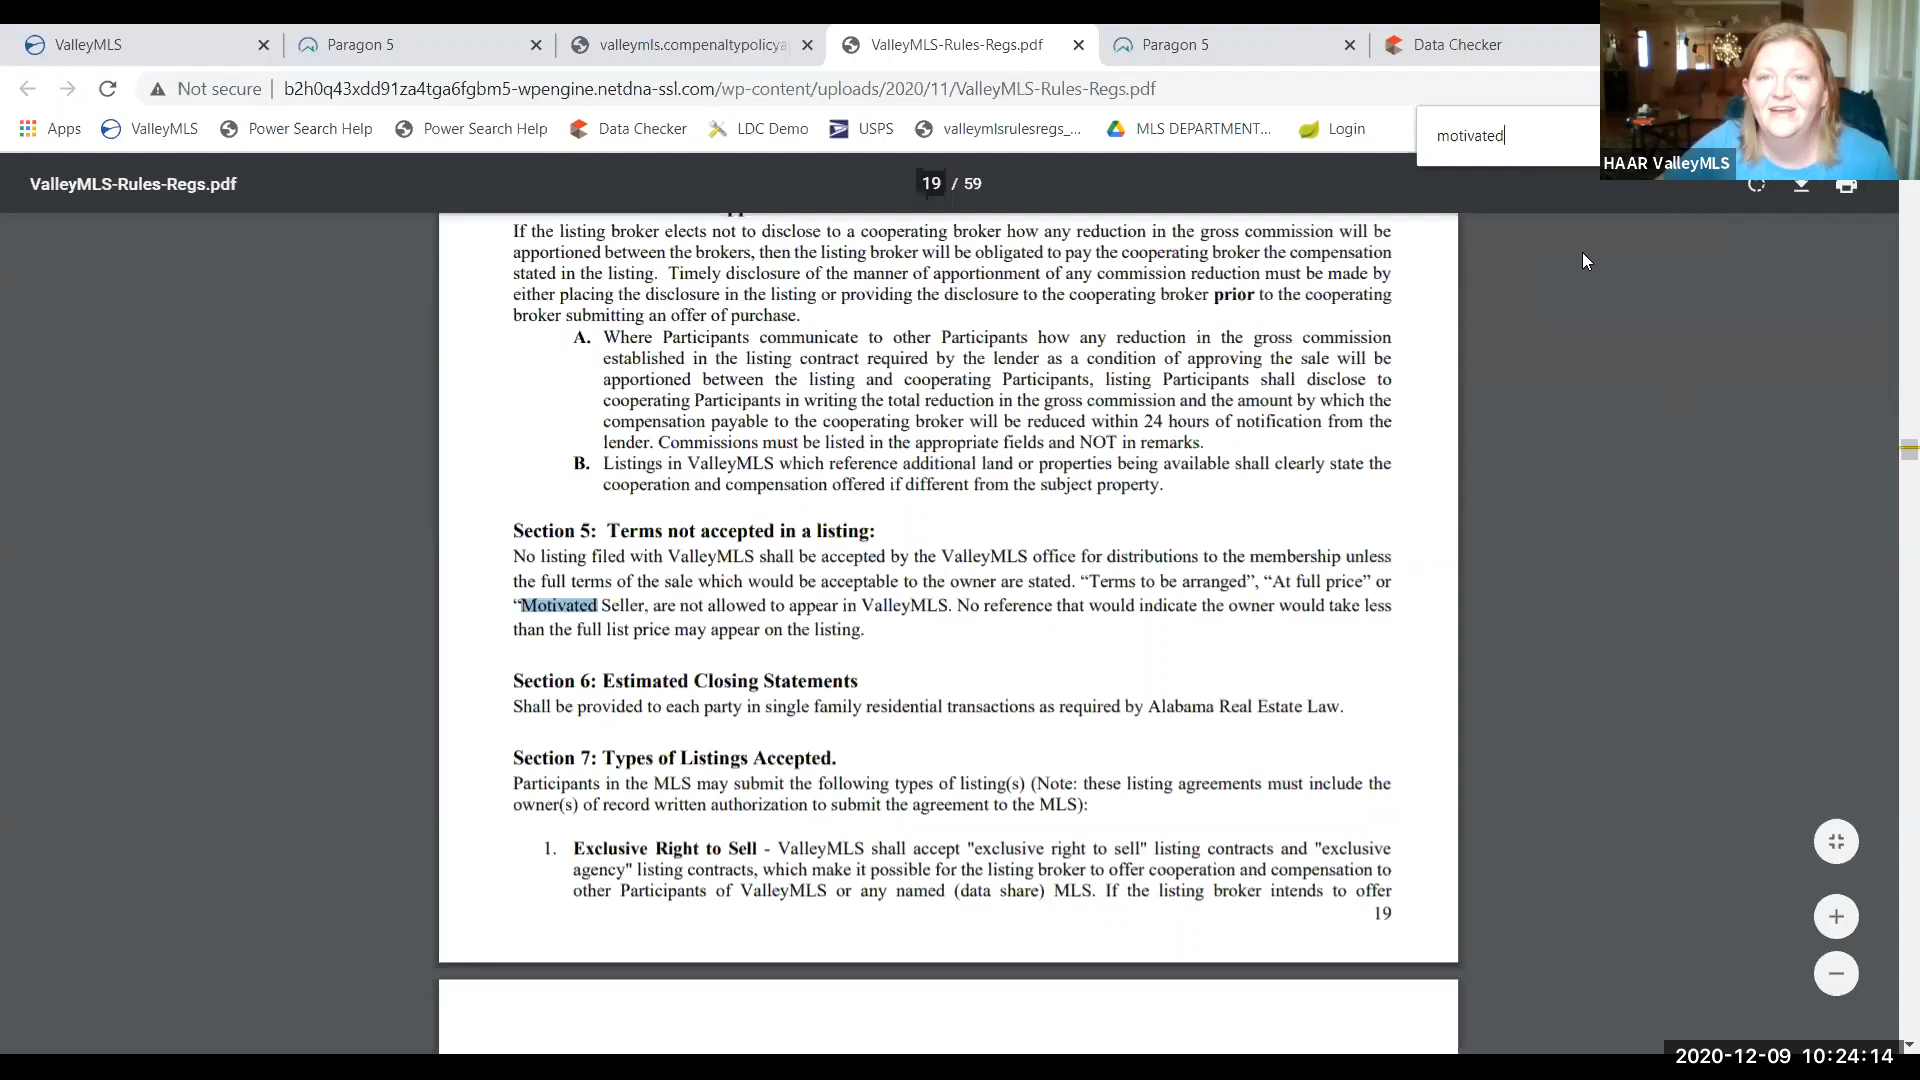 ValleyMLS
Paragon 5
valleymls.compenaltypolicya
ValleyMLS-Rules-Regs.pdf
Paragon 5
Data Checker
Not secure
b2h0q43xdd91za4tga6fgbm5-wpengine.netdna-ssl.com/wp-content/uploads/2020/11/ValleyMLS-Rules-Regs.pdf
Apps
ValleyMLS
Power Search Help
Power Search Help
Data Checker
LDC Demo
USPS
valleymlsrulesregs_...
MLS DEPARTMENT...
Login
motivated
HAAR ValleyMLS
ValleyMLS-Rules-Regs.pdf
19 / 59
If the listing broker elects not to disclose to a cooperating broker how any reduction in the gross commission will be
apportioned between the brokers, then the listing broker will be obligated to pay the cooperating broker the compensation
stated in the listing. Timely disclosure of the manner of apportionment of any commission reduction must be made by
either placing the disclosure in the listing or providing the disclosure to the cooperating broker prior to the cooperating
broker submitting an offer of purchase.
A. Where Participants communicate to other Participants how any reduction in the gross commission
established in the listing contract required by the lender as a condition of approving the sale will be
apportioned between the listing and cooperating Participants, listing Participants shall disclose to
cooperating Participants in writing the total reduction in the gross commission and the amount by which the
compensation payable to the cooperating broker will be reduced within 24 hours of notification from the
lender. Commissions must be listed in the appropriate fields and NOT in remarks.
B. Listings in ValleyMLS which reference additional land or properties being available shall clearly state the
cooperation and compensation offered if different from the subject property.
Section 5: Terms not accepted in a listing:
No listing filed with ValleyMLS shall be accepted by the ValleyMLS office for distributions to the membership unless
the full terms of the sale which would be acceptable to the owner are stated. “Terms to be arranged”, “At full price” or
“Motivated Seller, are not allowed to appear in ValleyMLS. No reference that would indicate the owner would take less
than the full list price may appear on the listing.
Section 6: Estimated Closing Statements
Shall be provided to each party in single family residential transactions as required by Alabama Real Estate Law.
Section 7: Types of Listings Accepted.
Participants in the MLS may submit the following types of listing(s) (Note: these listing agreements must include the
owner(s) of record written authorization to submit the agreement to the MLS):
1. Exclusive Right to Sell - ValleyMLS shall accept "exclusive right to sell" listing contracts and "exclusive
agency" listing contracts, which make it possible for the listing broker to offer cooperation and compensation to
other Participants of ValleyMLS or any named (data share) MLS. If the listing broker intends to offer
19
2020-12-09 10:24:14